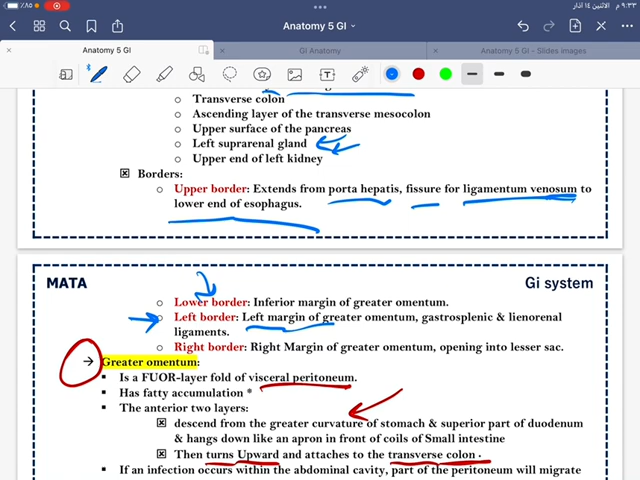 ٪٨٥
٩:٣٣ م الاثنين ١٤ آذار
Anatomy 5 GI
Anatomy 5 GI
GI Anatomy
Anatomy 5 GI - Slides images
o Transverse colon
o Ascending layer of the transverse mesocolon
o Upper surface of the pancreas
o Left suprarenal gland
o Upper end of left kidney
Borders:
o Upper border: Extends from porta hepatis, fissure for ligamentum venosum to
lower end of esophagus.
MATA Gi system
o Lower border: Inferior margin of greater omentum.
o Left border: Left margin of greater omentum, gastrosplenic & lienorenal
ligaments.
o Right border: Right Margin of greater omentum, opening into lesser sac.
→ Greater omentum:
▪ Is a FUOR-layer fold of visceral peritoneum.
▪ Has fatty accumulation *
▪ The anterior two layers:
descend from the greater curvature of stomach & superior part of duodenum
& hangs down like an apron in front of coils of Small intestine
Then turns Upward and attaches to the transverse colon.
▪ If an infection occurs within the abdominal cavity, part of the peritoneum will migrate